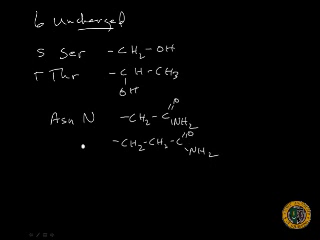 6 Uncharged
S Ser -CH2-OH
T Thr -CH-CH3
OH
Asn N -CH2-C=O
NH2
-CH2-CH2-C=O
NH2